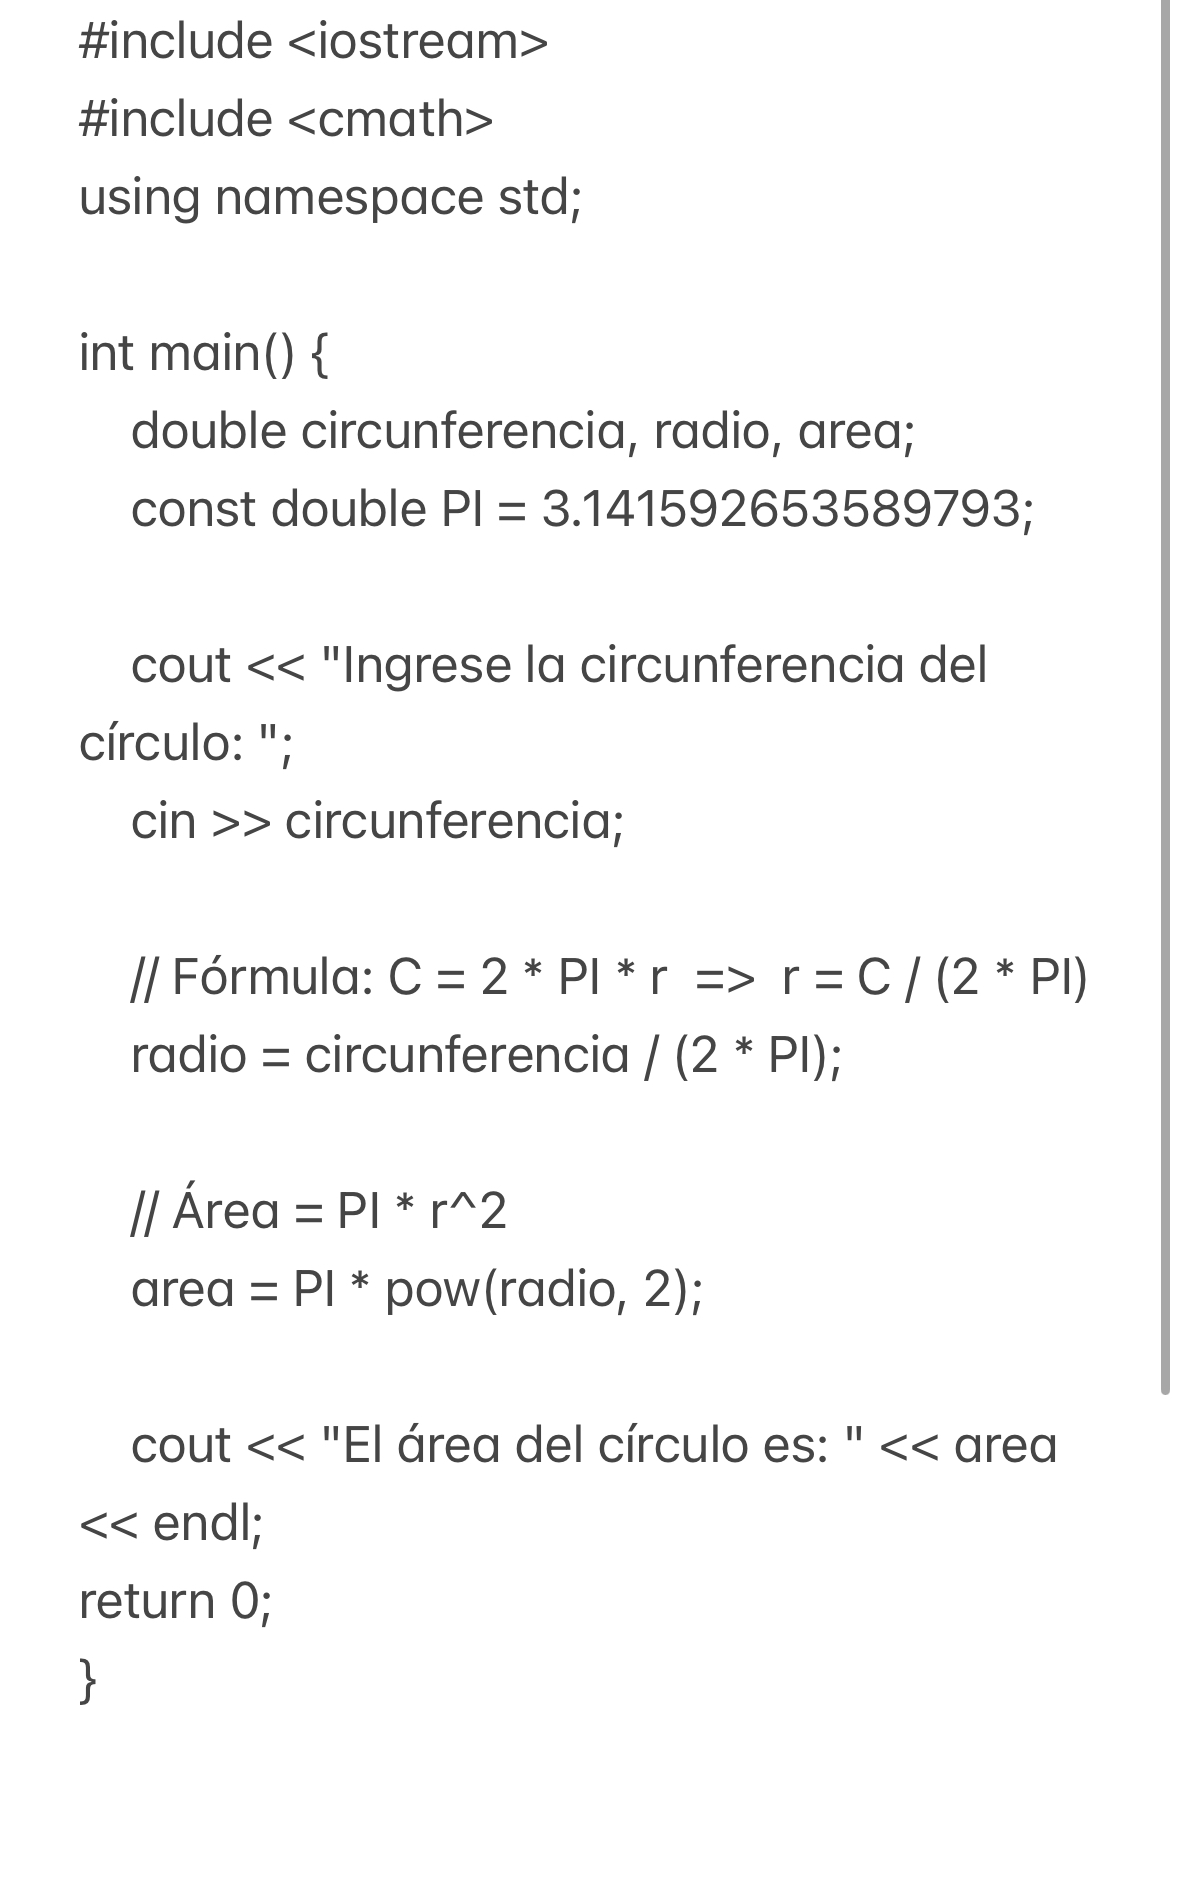 #include <iostream>
#include <cmath>
using namespace std;
int main() {
double circunferencia, radio, area;
const double PI = 3.141592653589793;
cout << "Ingrese la circunferencia del
círculo: ";
cin >> circunferencia;
// Fórmula: C = 2 * PI * r  =>  r = C / (2 * PI)
radio = circunferencia / (2 * PI);
// Área = PI * r^2
area = PI * pow(radio, 2);
cout << "El área del círculo es: " << area
<< endl;
return 0;
}